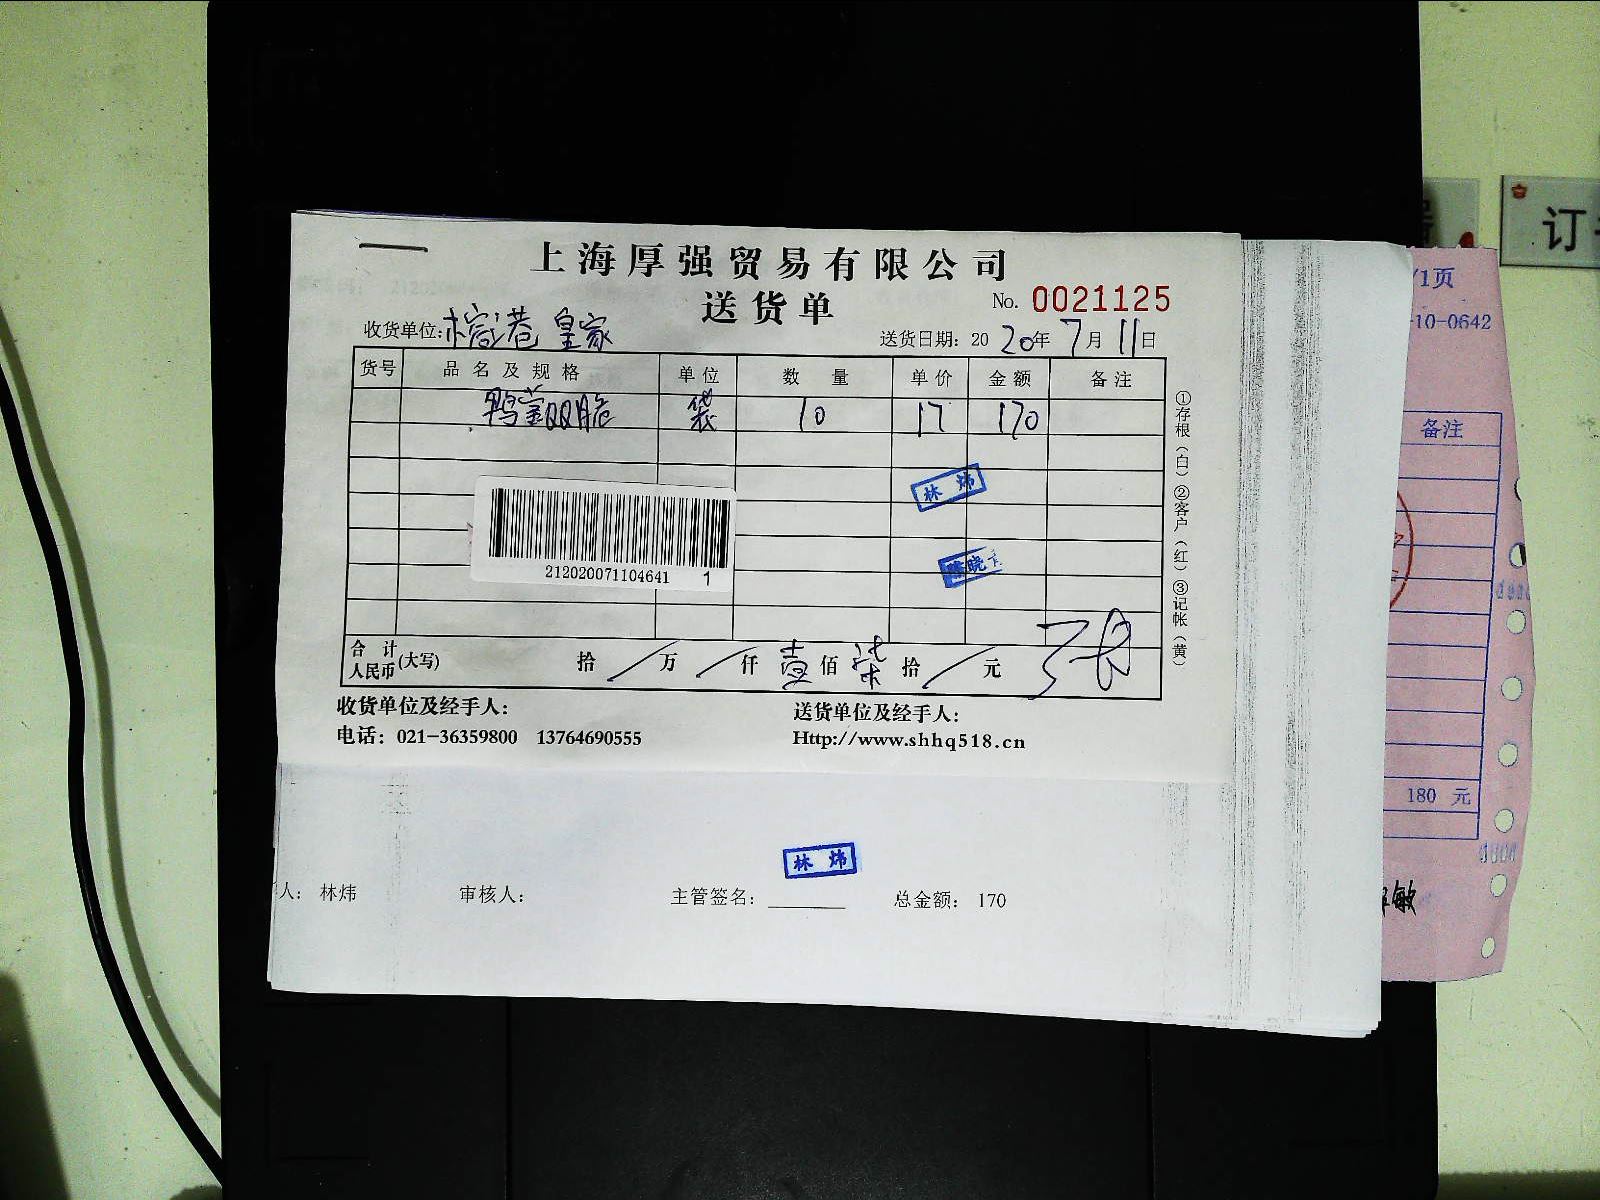 上海厚强贸易有限公司
送货单
No. 0021125
收货单位: 榕港 皇家
送货日期: 2020年7月11日
货号 品名及规格 单位 数量 单价 金额 备注
袋 10 17 170
林炜
212020071104641 1
合计人民币(大写) 拾 万 仟 壹佰 柒拾 元
收货单位及经手人:
送货单位及经手人:
电话: 021-36359800 13764690555
Http://www.shhq518.cn
①存根(白) ②客户(红) ③记帐(黄)
林炜
人: 林炜 审核人: 主管签名: 总金额: 170
/1页
-10-0642
备注
180 元
敏
订